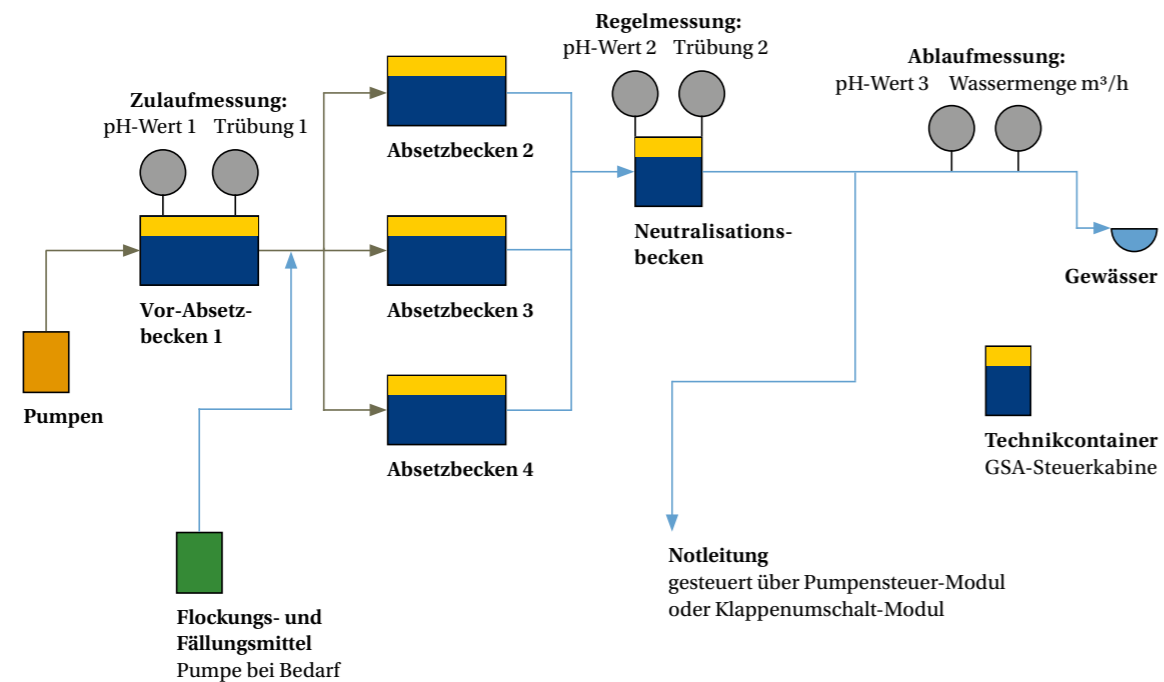 Regelmessung:
pH-Wert 2 Trübung 2
Ablaufmessung:
pH-Wert 3 Wassermenge m³/h
Zulaufmessung:
pH-Wert 1 Trübung 1
Absetzbecken 2
Neutralisations-
becken
Gewässer
Vor-Absetz-
becken 1
Absetzbecken 3
Pumpen
Technikcontainer
GSA-Steuerkabine
Absetzbecken 4
Notleitung
gesteuert über Pumpensteuer-Modul
oder Klappenumschalt-Modul
Flockungs- und
Fällungsmittel
Pumpe bei Bedarf